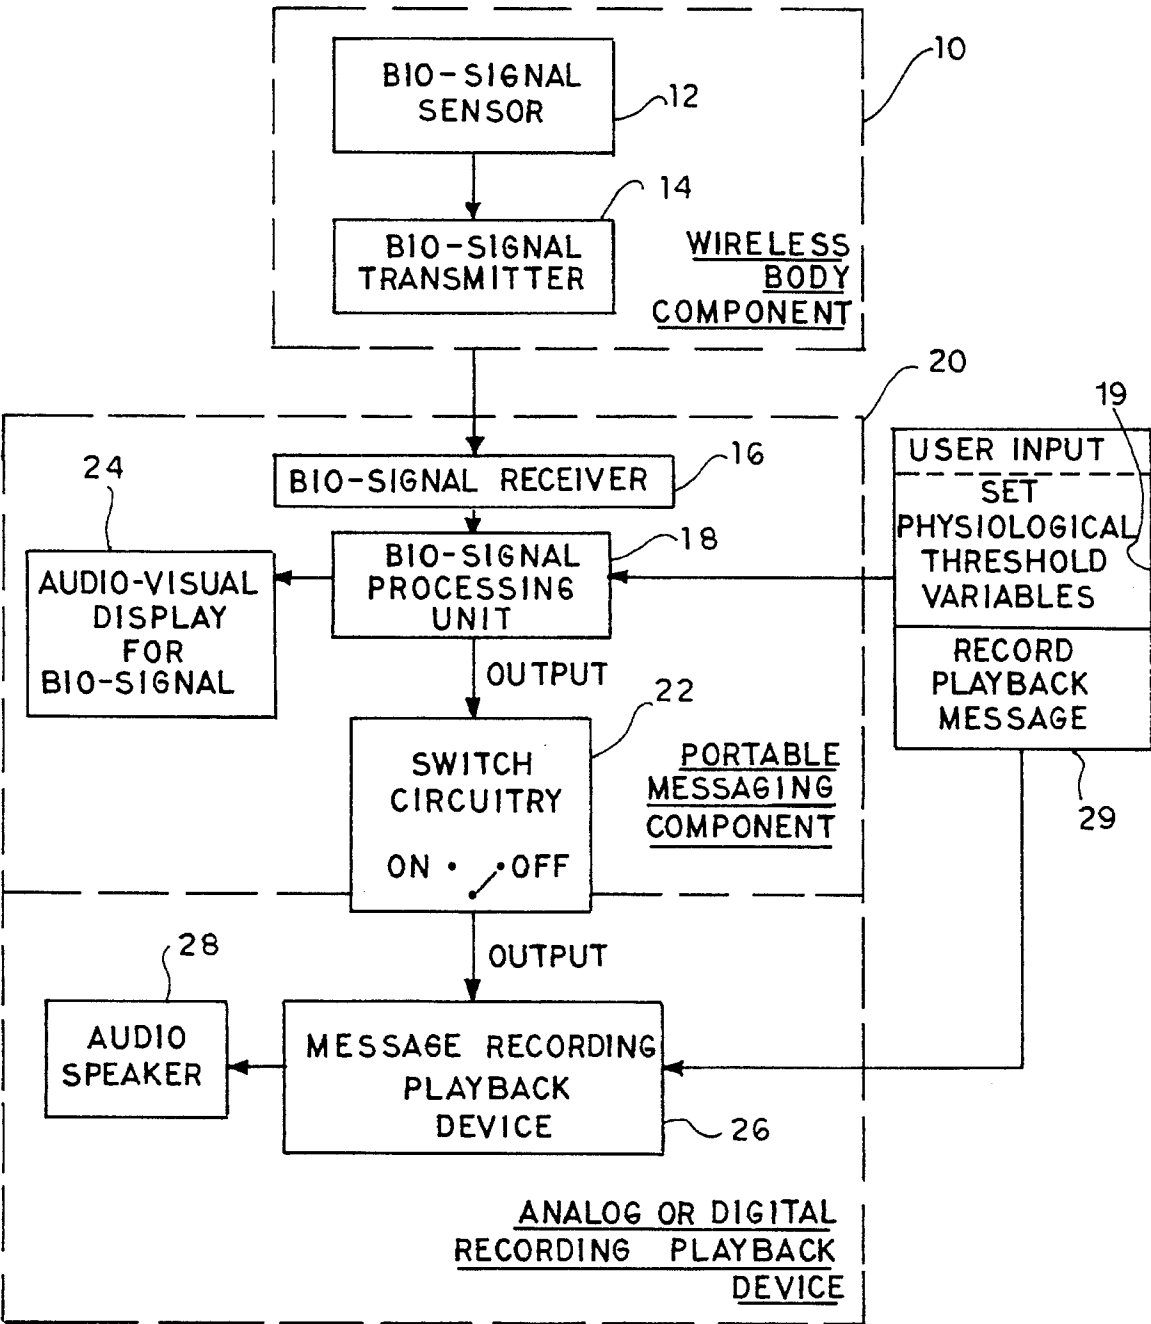 BIO-SIGNAL
SENSOR
10
12
14
BIO-SIGNAL
TRANSMITTER
WIRELESS
BODY
COMPONENT
20
19
USER INPUT
SET
PHYSIOLOGICAL
THRESHOLD
VARIABLES
RECORD
PLAYBACK
MESSAGE
29
16
BIO-SIGNAL RECEIVER
24
18
BIO-SIGNAL
PROCESSING
UNIT
AUDIO-VISUAL
DISPLAY
FOR
BIO-SIGNAL
OUTPUT
22
SWITCH
CIRCUITRY
ON OFF
PORTABLE
MESSAGING
COMPONENT
OUTPUT
28
AUDIO
SPEAKER
MESSAGE RECORDING
PLAYBACK
DEVICE
26
ANALOG OR DIGITAL
RECORDING PLAYBACK
DEVICE